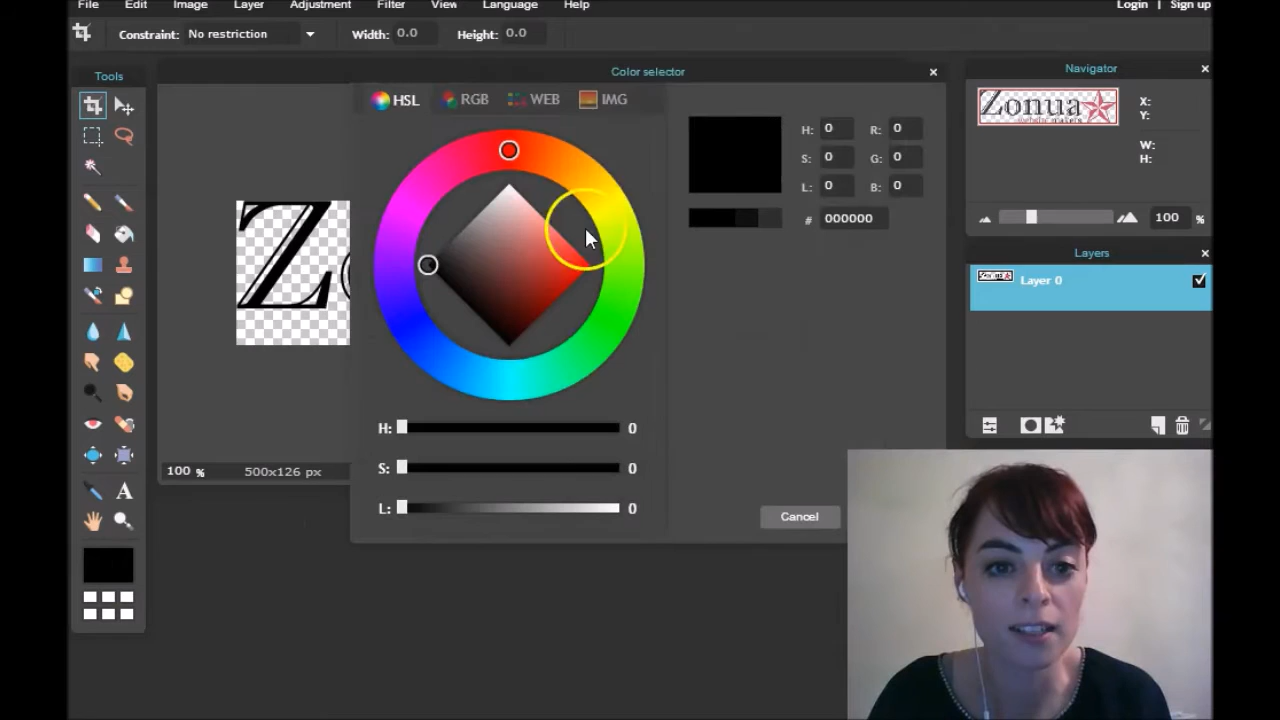 File Edit Image Layer Adjustment Filter View Language Help Login | Sign up
Constraint: No restriction Width: 0.0 Height: 0.0
Tools
Color selector
HSL RGB WEB IMG
H: 0 R: 0
S: 0 G: 0
L: 0 B: 0
# 000000
H: 0
S: 0
L: 0
Cancel
Zo
100 % 500x126 px
Navigator
Zonua
X:
Y:
W:
H:
100 %
Layers
Zonua
Layer 0
A